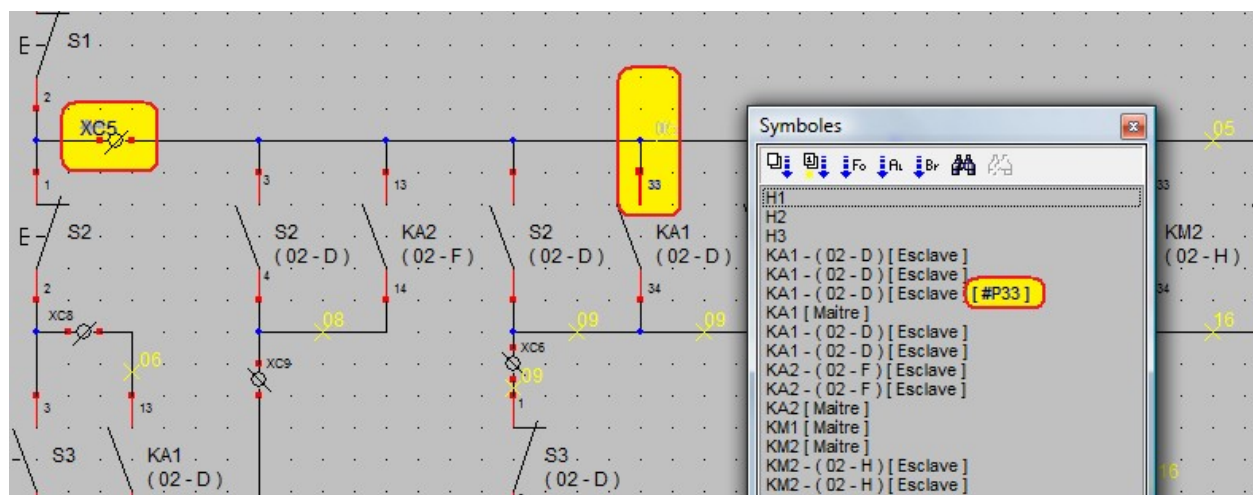 E S1
2
XC5
05
1
3
13
33
33
E S2
S2
( 02 - D )
KA2
( 02 - F )
S2
( 02 - D )
KA1
( 02 - D )
KM2
( 02 - H )
2
4
14
34
34
XC8
08
09
09
16
06
XC9
XC6
09
3
13
1
S3
KA1
( 02 - D )
S3
( 02 - D )
16
Symboles
Fo AL Br
H1
H2
H3
KA1 - ( 02 - D ) [ Esclave ]
KA1 - ( 02 - D ) [ Esclave ]
KA1 - ( 02 - D ) [ Esclave [ #P33 ]
KA1 [ Maitre ]
KA1 - ( 02 - D ) [ Esclave ]
KA1 - ( 02 - D ) [ Esclave ]
KA2 - ( 02 - F ) [ Esclave ]
KA2 - ( 02 - F ) [ Esclave ]
KA2 [ Maitre ]
KM1 [ Maitre ]
KM2 [ Maitre ]
KM2 - ( 02 - H ) [ Esclave ]
KM2 - ( 02 - H ) [ Esclave ]